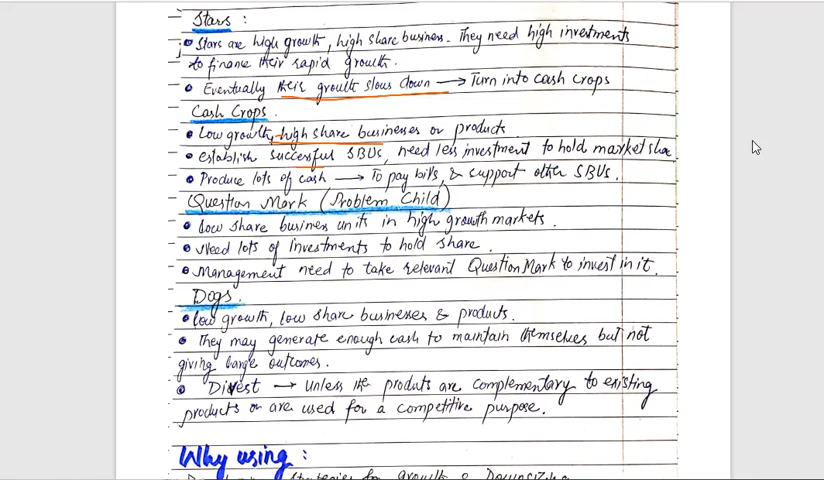 Stars :
• Stars are high growth, high share business. They need high investments
to finance their rapid growth.
• Eventually their growth slows down → Turn into cash crops
Cash Crops.
• Low growth, high share businesses or products
• Establish successful SBUs, need less investment to hold market share.
• Produce lots of cash → To pay bills, & support other SBUs.
Question Mark (Problem Child)
• Low share business units in high growth markets.
• Need lots of investments to hold share.
• Management need to take relevant Question Mark to invest in it.
Dogs.
• Low growth, low share businesses & products.
• They may generate enough cash to maintain themselves but not
giving large outcomes.
• Divest → Unless the produts are complementary to existing
products or are used for a competitive purpose.
Why using :
strategies for growth & Downsizing